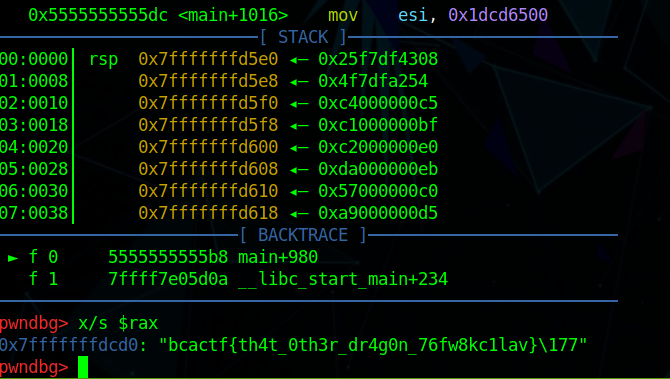 0x5555555555dc <main+1016>    mov    esi, 0x1dcd6500
[ STACK ]
00:0000│ rsp  0x7fffffffd5e0 ◂— 0x25f7df4308
01:0008│      0x7fffffffd5e8 ◂— 0x4f7dfa254
02:0010│      0x7fffffffd5f0 ◂— 0xc4000000c5
03:0018│      0x7fffffffd5f8 ◂— 0xc1000000bf
04:0020│      0x7fffffffd600 ◂— 0xc2000000e0
05:0028│      0x7fffffffd608 ◂— 0xda000000eb
06:0030│      0x7fffffffd610 ◂— 0x57000000c0
07:0038│      0x7fffffffd618 ◂— 0xa9000000d5
[ BACKTRACE ]
► f 0     5555555555b8 main+980
f 1     7ffff7e05d0a __libc_start_main+234
pwndbg> x/s $rax
0x7fffffffdcd0: "bcactf{th4t_0th3r_dr4g0n_76fw8kc1lav}\177"
pwndbg>